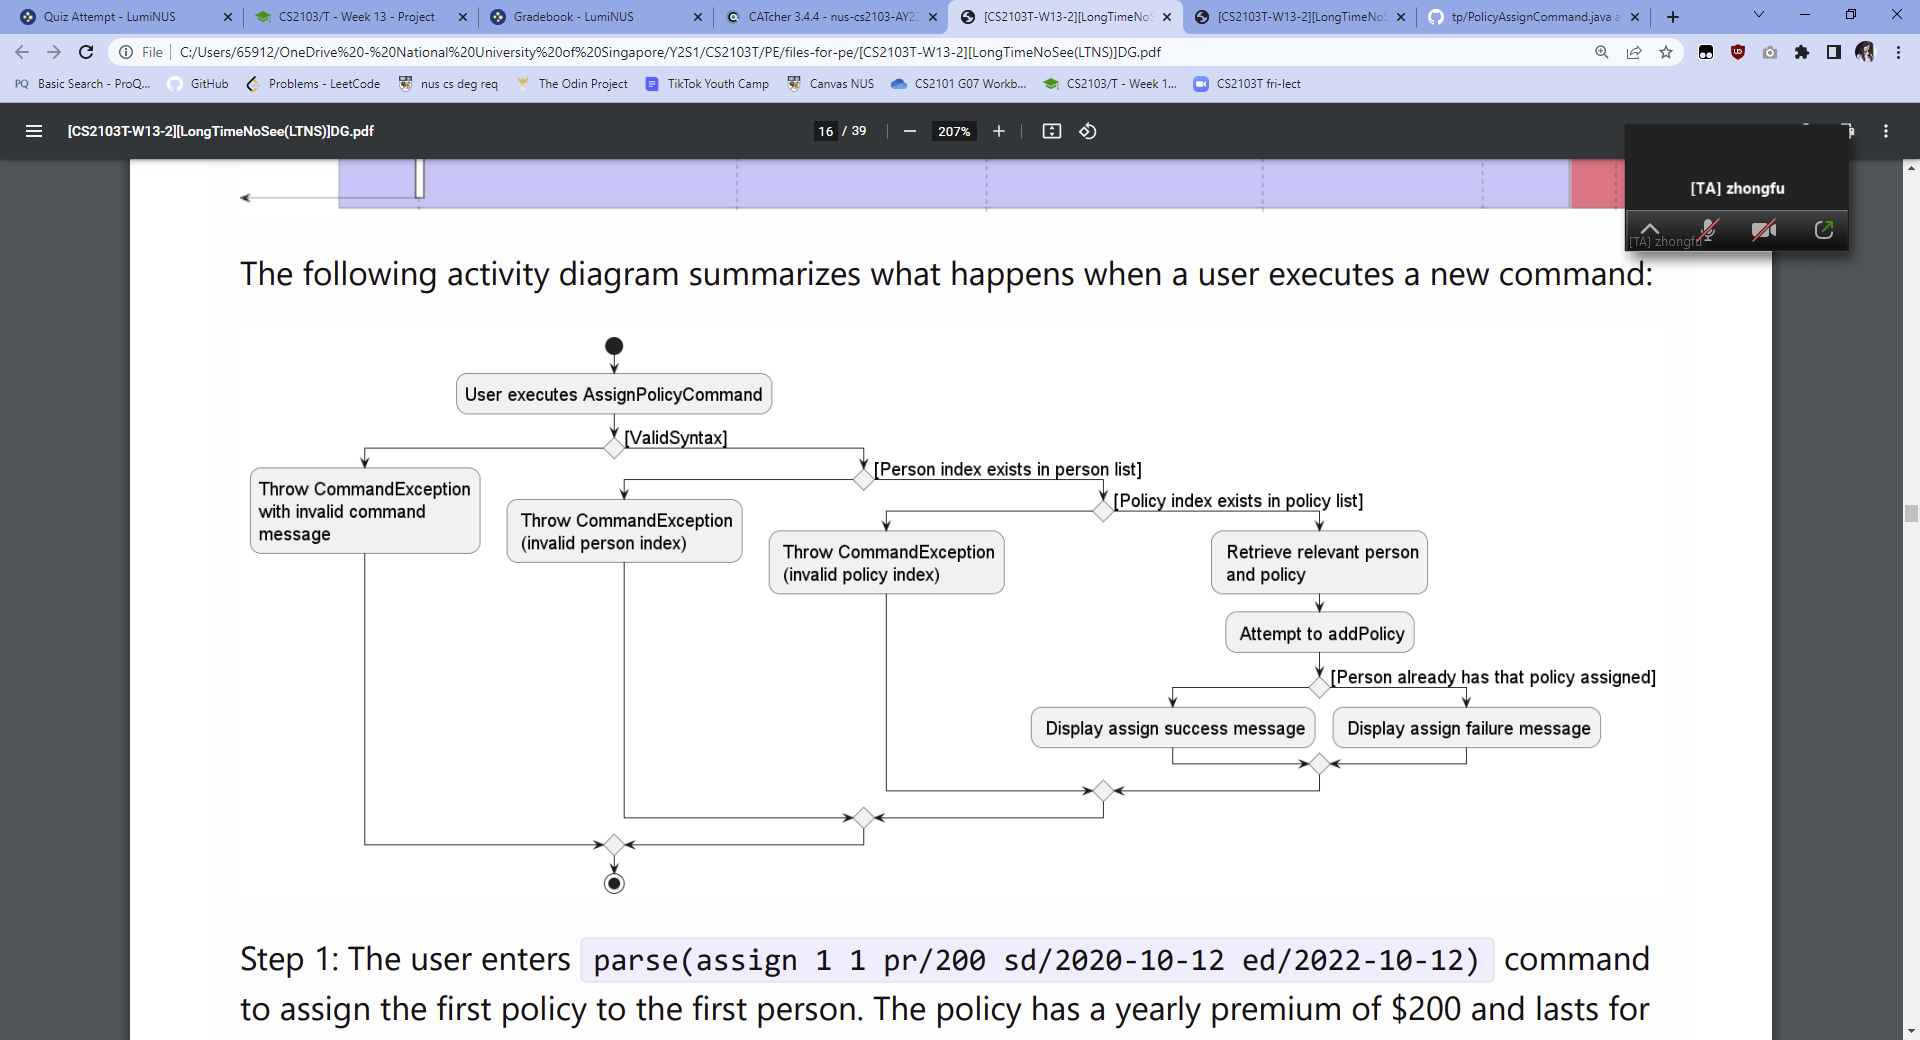 Quiz Attempt - LumiNUS
CS2103/T - Week 13 - Project
Gradebook - LumiNUS
CATcher 3.4.4 - nus-cs2103-AY22
[CS2103T-W13-2][LongTimeNoS
[CS2103T-W13-2][LongTimeNoS
tp/PolicyAssignCommand.java a
File
C:/Users/65912/OneDrive%20-%20National%20University%20of%20Singapore/Y2S1/CS2103T/PE/files-for-pe/[CS2103T-W13-2][LongTimeNoSee(LTNS)]DG.pdf
PQ Basic Search - ProQ...
GitHub
Problems - LeetCode
nus cs deg req
The Odin Project
TikTok Youth Camp
Canvas NUS
CS2101 G07 Workb...
CS2103/T - Week 1...
CS2103T fri-lect
[CS2103T-W13-2][LongTimeNoSee(LTNS)]DG.pdf
16 / 39
207%
[TA] zhongfu
[TA] zhongfu
The following activity diagram summarizes what happens when a user executes a new command:
User executes AssignPolicyCommand
[ValidSyntax]
[Person index exists in person list]
[Policy index exists in policy list]
Throw CommandException
with invalid command
message
Throw CommandException
(invalid person index)
Throw CommandException
(invalid policy index)
Retrieve relevant person
and policy
Attempt to addPolicy
[Person already has that policy assigned]
Display assign success message
Display assign failure message
Step 1: The user enters parse(assign 1 1 pr/200 sd/2020-10-12 ed/2022-10-12) command
to assign the first policy to the first person. The policy has a yearly premium of $200 and lasts for